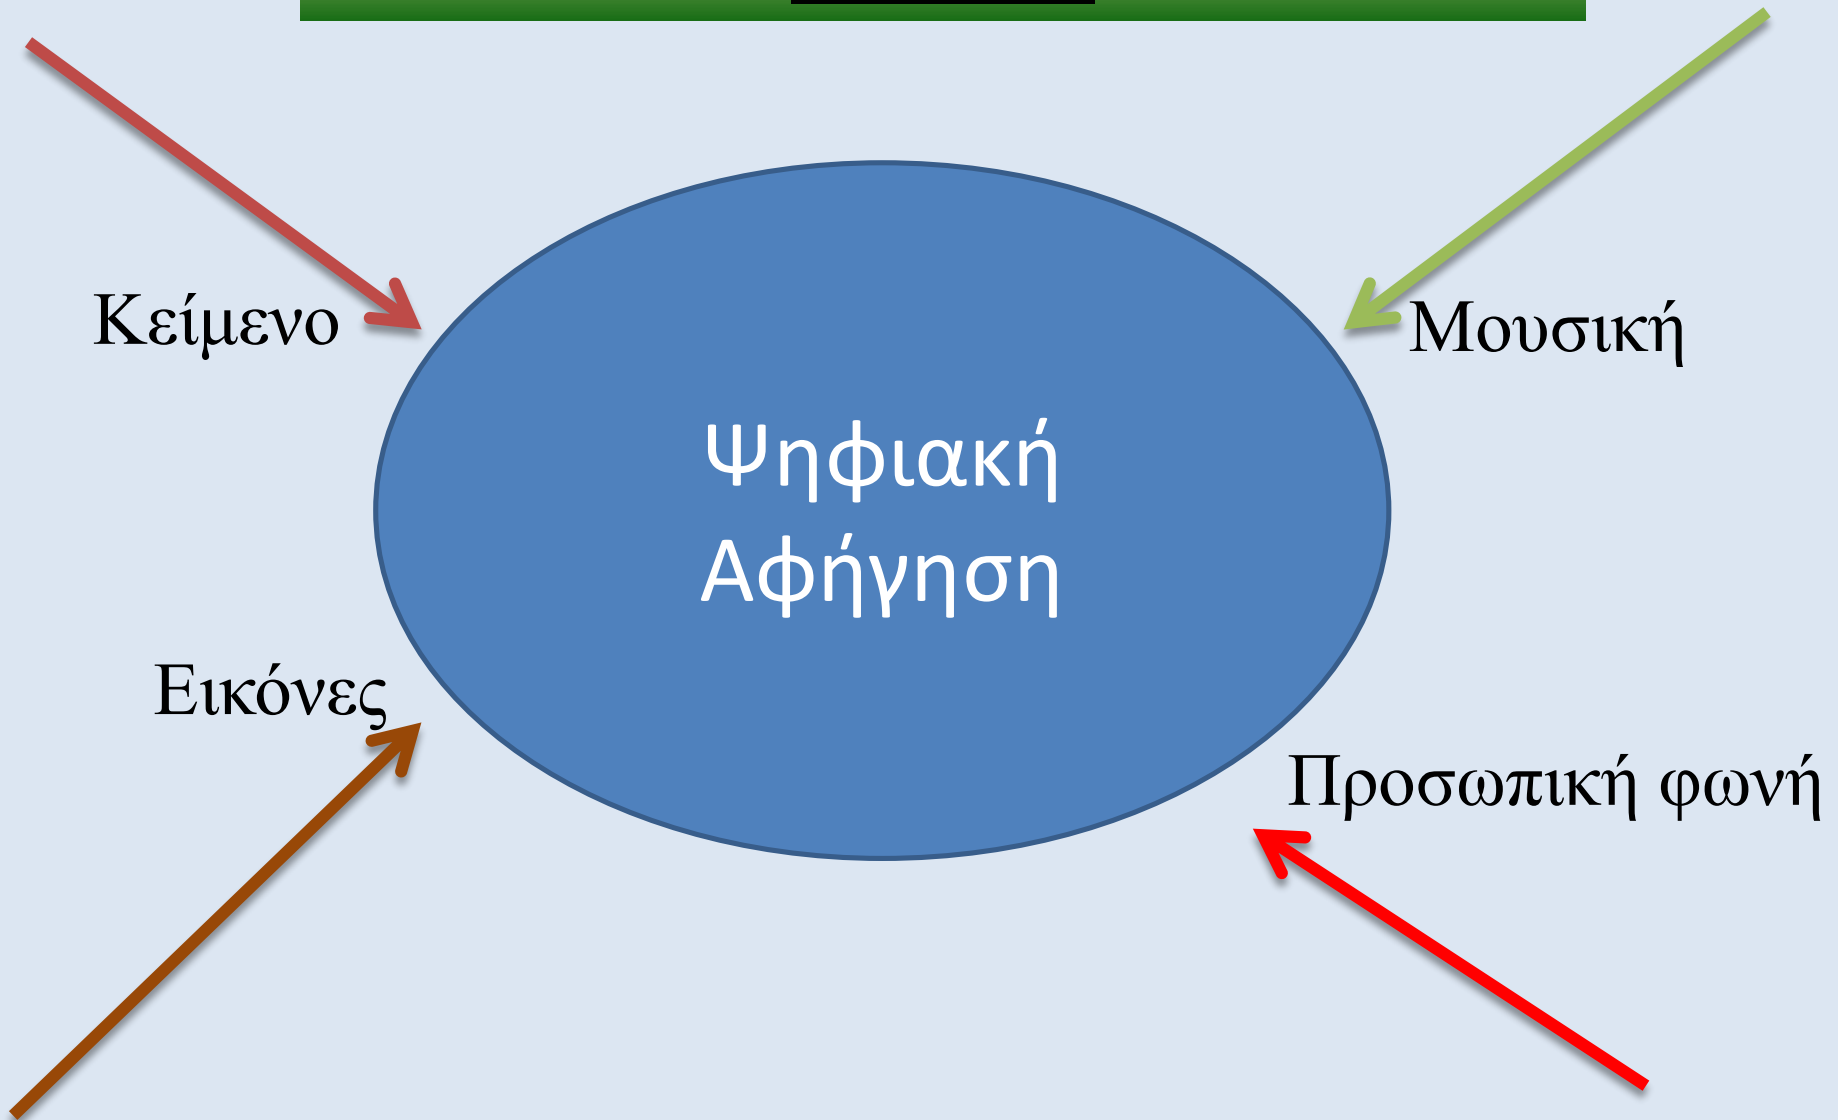 Κείμενο
Μουσική
Ψηφιακή
Αφήγηση
Εικόνες
Προσωπική φωνή